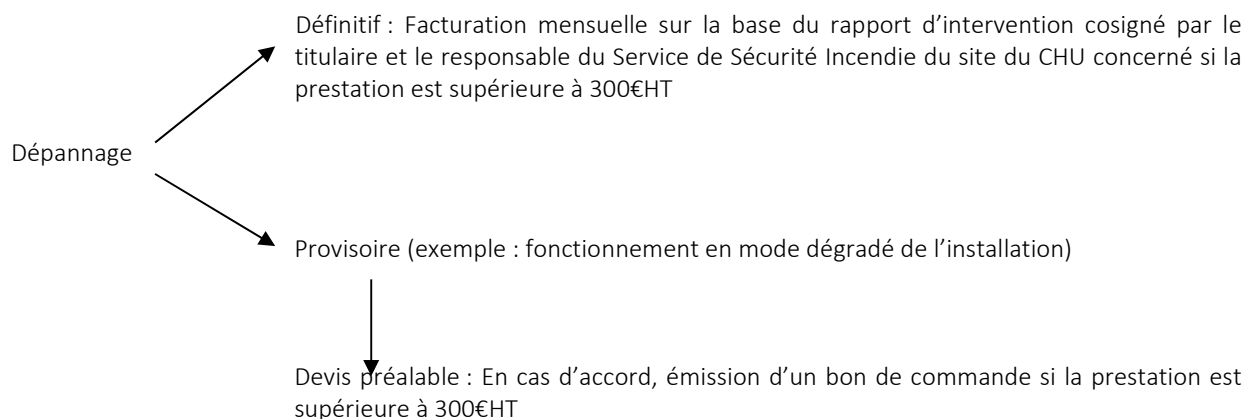 Définitif : Facturation mensuelle sur la base du rapport d’intervention cosigné par le
titulaire et le responsable du Service de Sécurité Incendie du site du CHU concerné si la
prestation est supérieure à 300€HT
Dépannage
Provisoire (exemple : fonctionnement en mode dégradé de l’installation)
Devis préalable : En cas d’accord, émission d’un bon de commande si la prestation est
supérieure à 300€HT